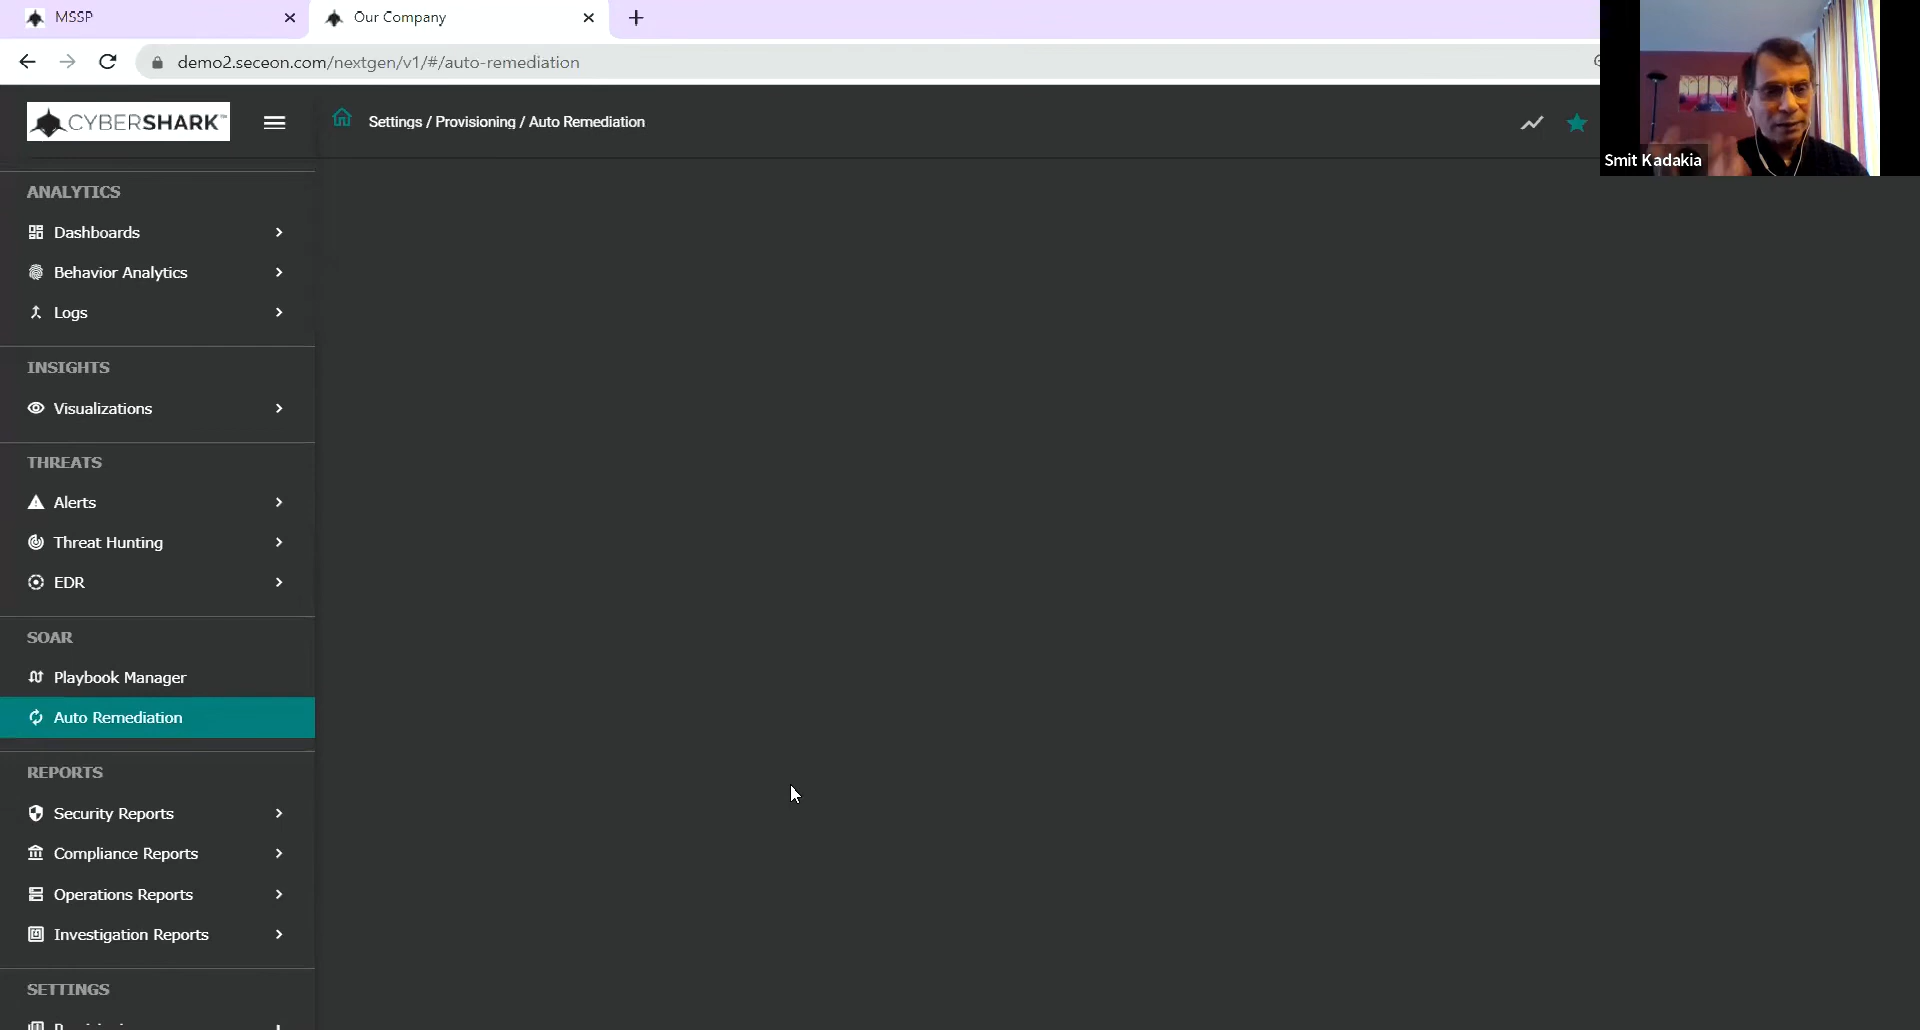 MSSP
Our Company
demo2.seceon.com/nextgen/v1/#/auto-remediation
CYBERSHARK™
Settings / Provisioning / Auto Remediation
Smit Kadakia
ANALYTICS
Dashboards
Behavior Analytics
Logs
INSIGHTS
Visualizations
THREATS
Alerts
Threat Hunting
EDR
SOAR
Playbook Manager
Auto Remediation
REPORTS
Security Reports
Compliance Reports
Operations Reports
Investigation Reports
SETTINGS